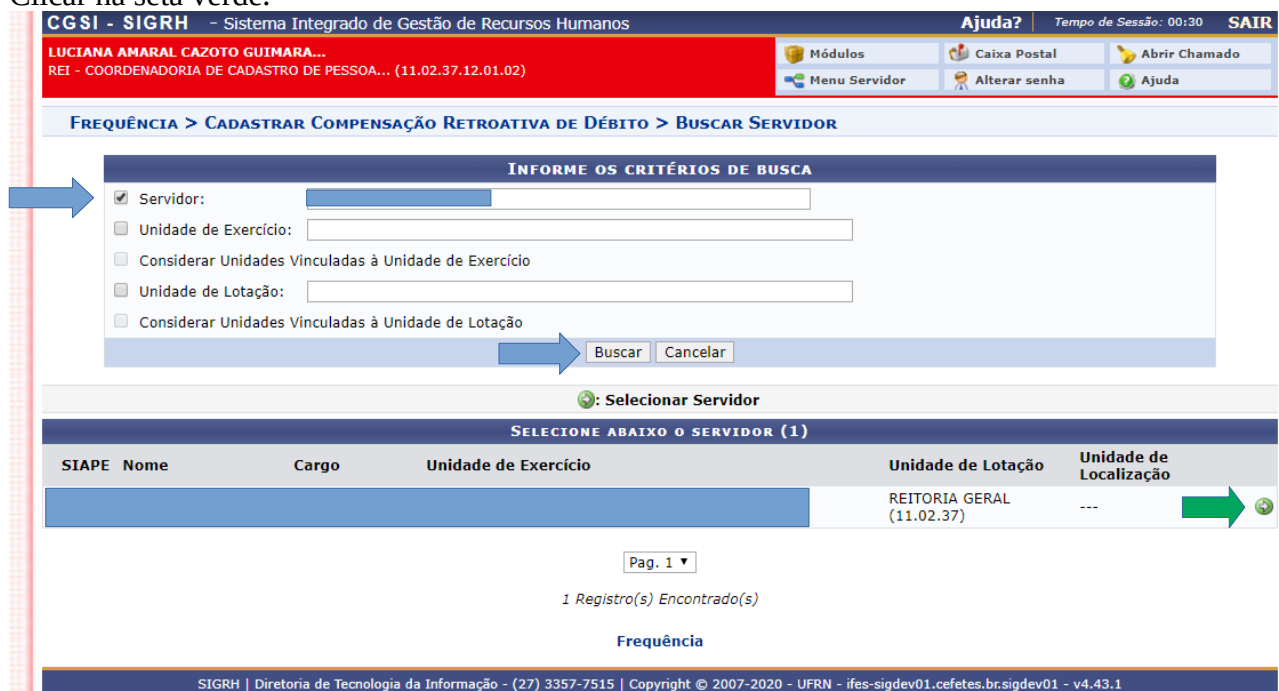 Clicar na seta verde.
CGSI - SIGRH - Sistema Integrado de Gestão de Recursos Humanos Ajuda? Tempo de Sessão: 00:30 SAIR
LUCIANA AMARAL CAZOTO GUIMARA...
REI - COORDENADORIA DE CADASTRO DE PESSOA... (11.02.37.12.01.02)
Módulos Caixa Postal Abrir Chamado
Menu Servidor Alterar senha Ajuda
FREQUÊNCIA > CADASTRAR COMPENSAÇÃO RETROATIVA DE DÉBITO > BUSCAR SERVIDOR
INFORME OS CRITÉRIOS DE BUSCA
Servidor:
Unidade de Exercício:
Considerar Unidades Vinculadas à Unidade de Exercício
Unidade de Lotação:
Considerar Unidades Vinculadas à Unidade de Lotação
Buscar Cancelar
: Selecionar Servidor
SELECIONE ABAIXO O SERVIDOR (1)
SIAPE Nome Cargo Unidade de Exercício Unidade de Lotação Unidade de Localização
REITORIA GERAL (11.02.37) ---
Pag. 1
1 Registro(s) Encontrado(s)
Frequência
SIGRH | Diretoria de Tecnologia da Informação - (27) 3357-7515 | Copyright © 2007-2020 - UFRN - ifes-sigdev01.cefetes.br.sigdev01 - v4.43.1